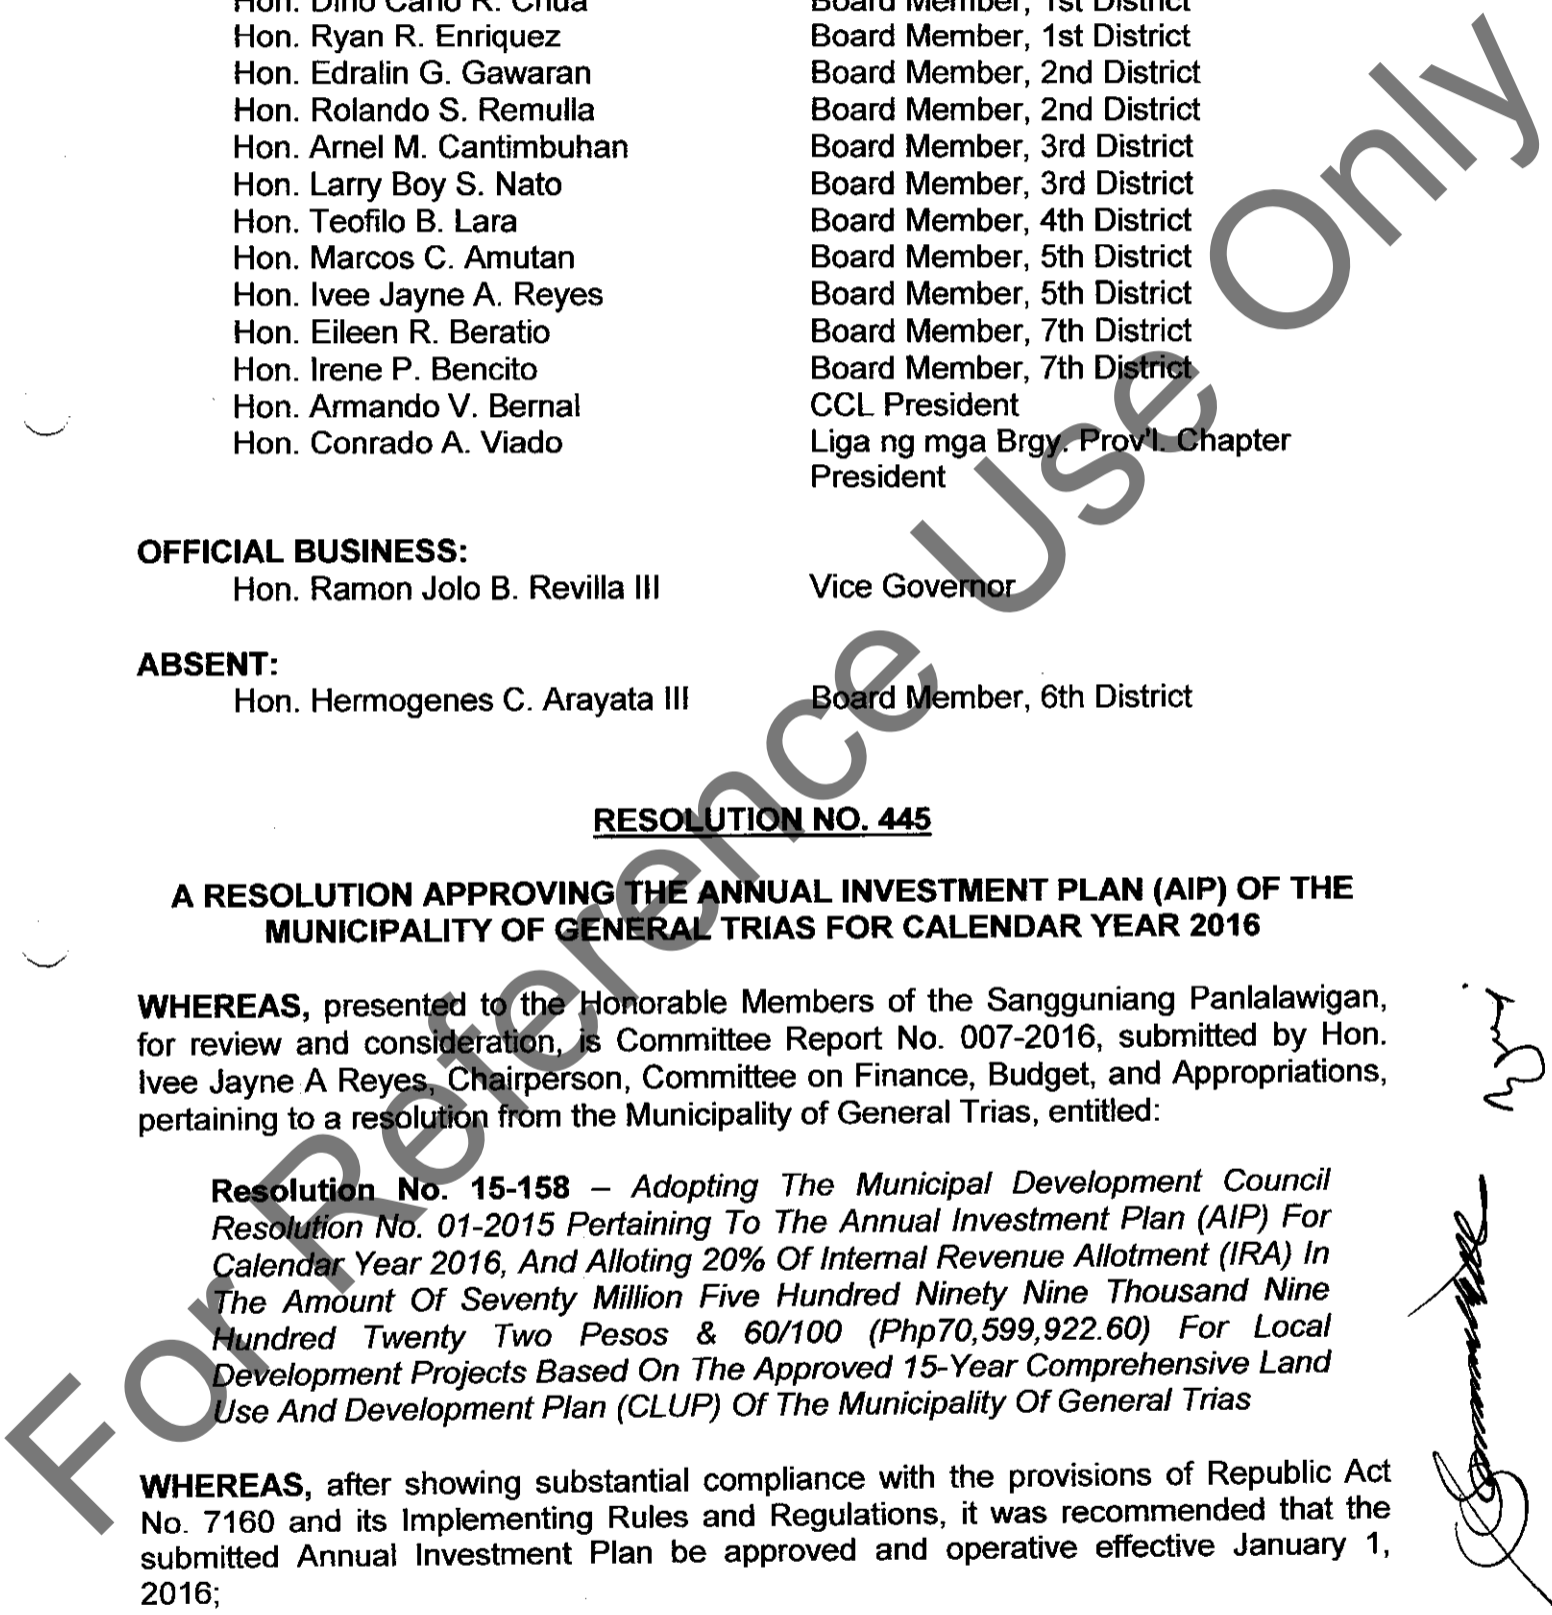 Hon. Dino Carlo R. Chua Board Member, 1st District
Hon. Ryan R. Enriquez Board Member, 1st District
Hon. Edralin G. Gawaran Board Member, 2nd District
Hon. Rolando S. Remulla Board Member, 2nd District
Hon. Arnel M. Cantimbuhan Board Member, 3rd District
Hon. Larry Boy S. Nato Board Member, 3rd District
Hon. Teofilo B. Lara Board Member, 4th District
Hon. Marcos C. Amutan Board Member, 5th District
Hon. Ivee Jayne A. Reyes Board Member, 5th District
Hon. Eileen R. Beratio Board Member, 7th District
Hon. Irene P. Bencito Board Member, 7th District
Hon. Armando V. Bernal CCL President
Hon. Conrado A. Viado Liga ng mga Brgy. Prov'l. Chapter
President
OFFICIAL BUSINESS:
Hon. Ramon Jolo B. Revilla III Vice Governor
ABSENT:
Hon. Hermogenes C. Arayata III Board Member, 6th District
RESOLUTION NO. 445
A RESOLUTION APPROVING THE ANNUAL INVESTMENT PLAN (AIP) OF THE
MUNICIPALITY OF GENERAL TRIAS FOR CALENDAR YEAR 2016
WHEREAS, presented to the Honorable Members of the Sangguniang Panlalawigan,
for review and consideration, is Committee Report No. 007-2016, submitted by Hon.
Ivee Jayne A Reyes, Chairperson, Committee on Finance, Budget, and Appropriations,
pertaining to a resolution from the Municipality of General Trias, entitled:
Resolution No. 15-158 – Adopting The Municipal Development Council
Resolution No. 01-2015 Pertaining To The Annual Investment Plan (AIP) For
Calendar Year 2016, And Alloting 20% Of Internal Revenue Allotment (IRA) In
The Amount Of Seventy Million Five Hundred Ninety Nine Thousand Nine
Hundred Twenty Two Pesos & 60/100 (Php70,599,922.60) For Local
Development Projects Based On The Approved 15-Year Comprehensive Land
Use And Development Plan (CLUP) Of The Municipality Of General Trias
WHEREAS, after showing substantial compliance with the provisions of Republic Act
No. 7160 and its Implementing Rules and Regulations, it was recommended that the
submitted Annual Investment Plan be approved and operative effective January 1,
2016;
For Reference Use Only